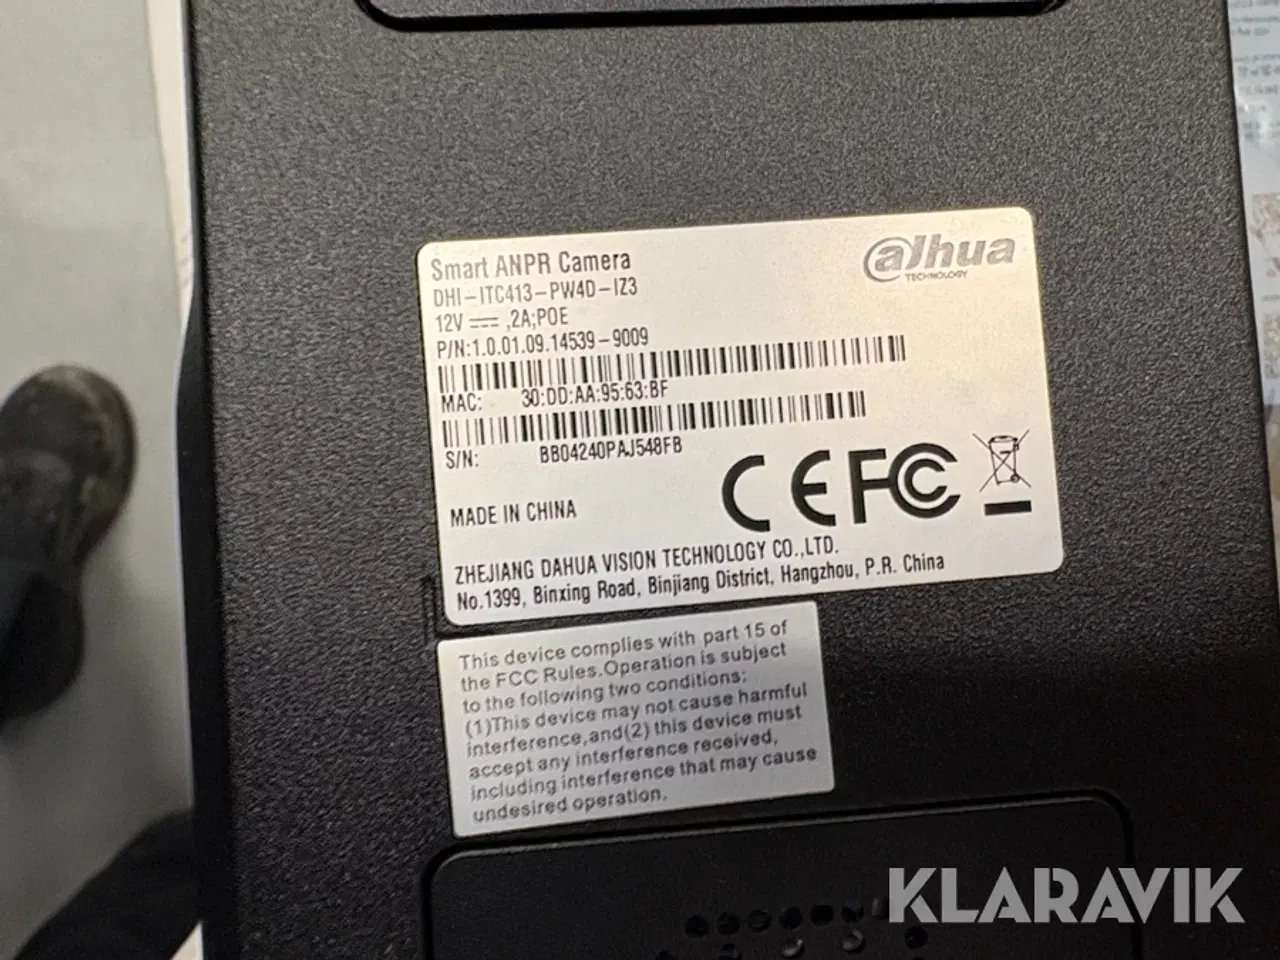 Smart ANPR Camera
alhua
TECHNOLOGY
DHI-ITC413-PW4D-IZ3
12V ⎓ ,2A;POE
P/N:1.0.01.09.14539-9009
MAC: 30:DD:AA:95:63:BF
S/N: BB04240PAJ548FB
CE FC
MADE IN CHINA
ZHEJIANG DAHUA VISION TECHNOLOGY CO.,LTD.
No.1399, Binxing Road, Binjiang District, Hangzhou, P.R. China
This device complies with part 15 of
the FCC Rules.Operation is subject
to the following two conditions:
(1)This device may not cause harmful
interference,and(2) this device must
accept any interference received,
including interference that may cause
undesired operation.
KLARAVIK